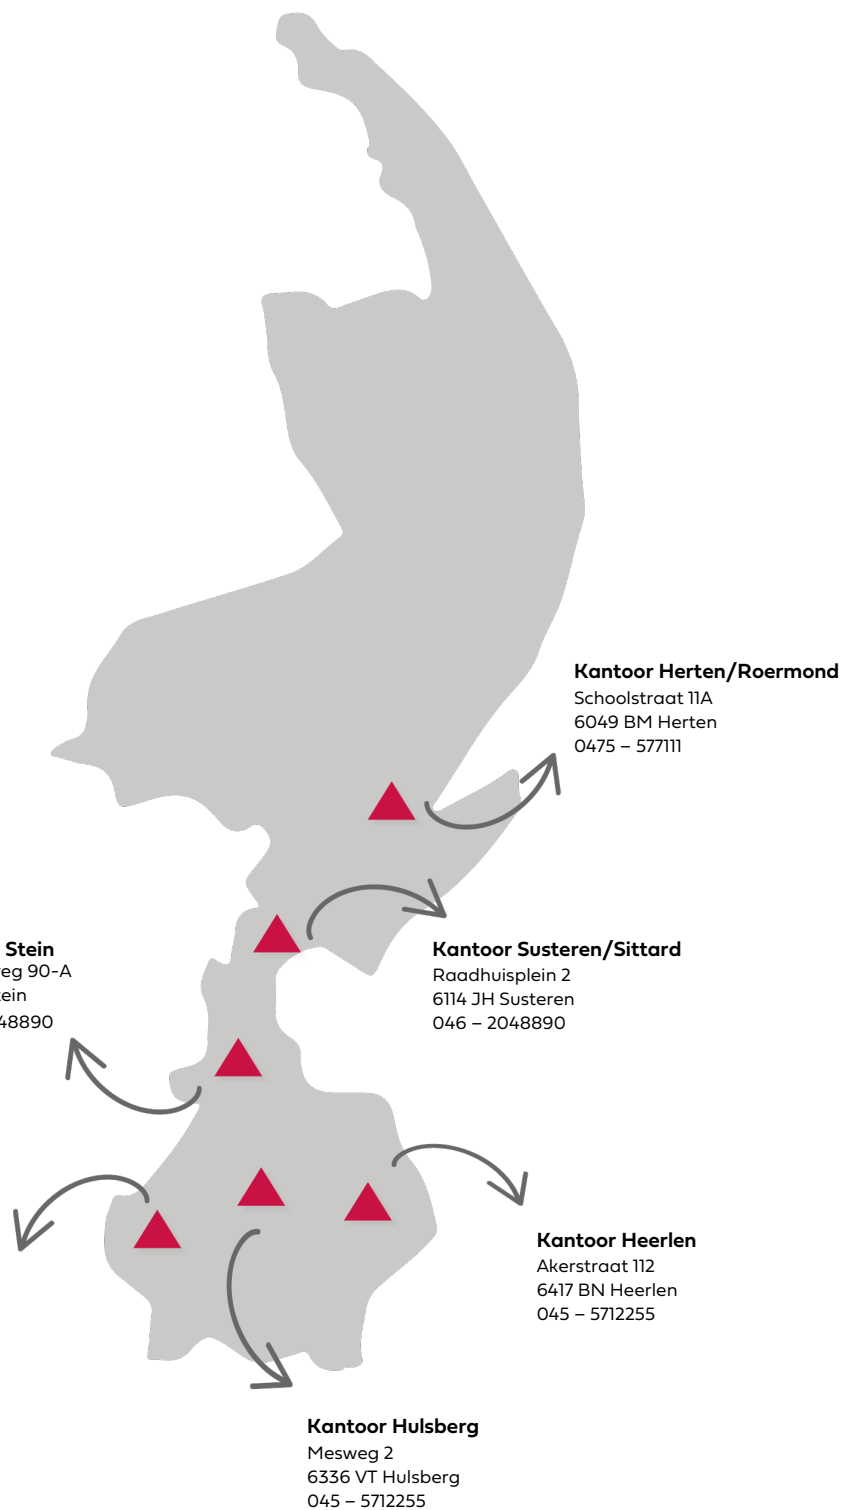 Kantoor Herten/Roermond
Schoolstraat 11A
6049 BM Herten
0475 – 577111
Stein
eg 90-A
ein
48890
Kantoor Susteren/Sittard
Raadhuisplein 2
6114 JH Susteren
046 – 2048890
Kantoor Heerlen
Akerstraat 112
6417 BN Heerlen
045 – 5712255
Kantoor Hulsberg
Mesweg 2
6336 VT Hulsberg
045 – 5712255